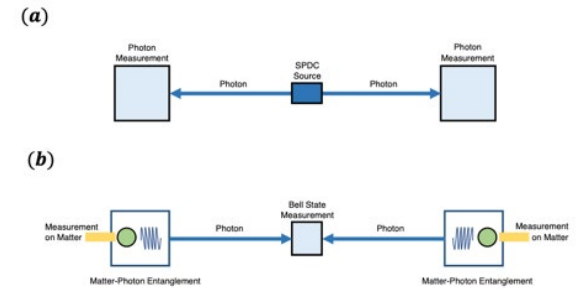 (a)
Photon
Measurement
SPDC
Source
Photon
Measurement
Photon
Photon
(b)
Measurement
on Matter
Photon
Bell State
Measurement
Photon
Measurement
on Matter
Matter-Photon Entanglement
Matter-Photon Entanglement